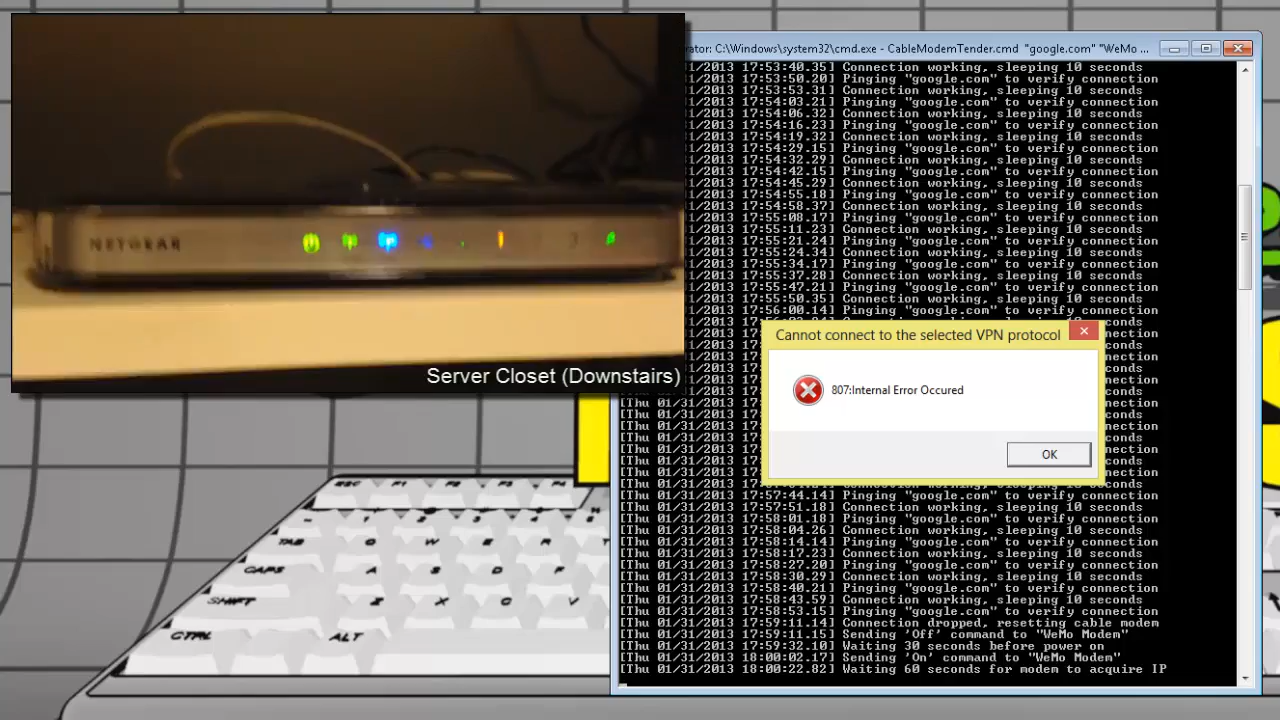 NETGEAR
Server Closet (Downstairs)
rator: C:\Windows\system32\cmd.exe - CableModemTender.cmd "google.com" "WeMo ...
1/2013 17:53:40.35] Connection working, sleeping 10 seconds
1/2013 17:53:50.20] Pinging "google.com" to verify connection
1/2013 17:53:53.31] Connection working, sleeping 10 seconds
1/2013 17:54:03.21] Pinging "google.com" to verify connection
1/2013 17:54:06.32] Connection working, sleeping 10 seconds
1/2013 17:54:16.23] Pinging "google.com" to verify connection
1/2013 17:54:19.32] Connection working, sleeping 10 seconds
1/2013 17:54:29.15] Pinging "google.com" to verify connection
1/2013 17:54:32.29] Connection working, sleeping 10 seconds
1/2013 17:54:42.15] Pinging "google.com" to verify connection
1/2013 17:54:45.29] Connection working, sleeping 10 seconds
1/2013 17:54:55.18] Pinging "google.com" to verify connection
1/2013 17:54:58.37] Connection working, sleeping 10 seconds
1/2013 17:55:08.17] Pinging "google.com" to verify connection
1/2013 17:55:11.23] Connection working, sleeping 10 seconds
1/2013 17:55:21.24] Pinging "google.com" to verify connection
1/2013 17:55:24.34] Connection working, sleeping 10 seconds
1/2013 17:55:34.17] Pinging "google.com" to verify connection
1/2013 17:55:37.28] Connection working, sleeping 10 seconds
1/2013 17:55:47.21] Pinging "google.com" to verify connection
1/2013 17:55:50.35] Connection working, sleeping 10 seconds
1/2013 17:56:00.14] Pinging "google.com" to verify connection
Cannot connect to the selected VPN protocol
807:Internal Error Occured
OK
[Thu 01/31/2013 17:57:44.14] Pinging "google.com" to verify connection
[Thu 01/31/2013 17:57:51.18] Connection working, sleeping 10 seconds
[Thu 01/31/2013 17:58:01.18] Pinging "google.com" to verify connection
[Thu 01/31/2013 17:58:04.26] Connection working, sleeping 10 seconds
[Thu 01/31/2013 17:58:14.14] Pinging "google.com" to verify connection
[Thu 01/31/2013 17:58:17.23] Connection working, sleeping 10 seconds
[Thu 01/31/2013 17:58:27.20] Pinging "google.com" to verify connection
[Thu 01/31/2013 17:58:30.29] Connection working, sleeping 10 seconds
[Thu 01/31/2013 17:58:40.21] Pinging "google.com" to verify connection
[Thu 01/31/2013 17:58:43.59] Connection working, sleeping 10 seconds
[Thu 01/31/2013 17:58:53.15] Pinging "google.com" to verify connection
[Thu 01/31/2013 17:59:11.14] Connection dropped, resetting cable modem
[Thu 01/31/2013 17:59:11.15] Sending 'Off' command to "WeMo Modem"
[Thu 01/31/2013 17:59:32.10] Waiting 30 seconds before power on
[Thu 01/31/2013 18:00:02.17] Sending 'On' command to "WeMo Modem"
[Thu 01/31/2013 18:00:22.82] Waiting 60 seconds for modem to acquire IP
ESC F1 F2 F3 F4
TAB Q W E R T
CAPS A S D F
SHIFT Z X C V
CTRL ALT